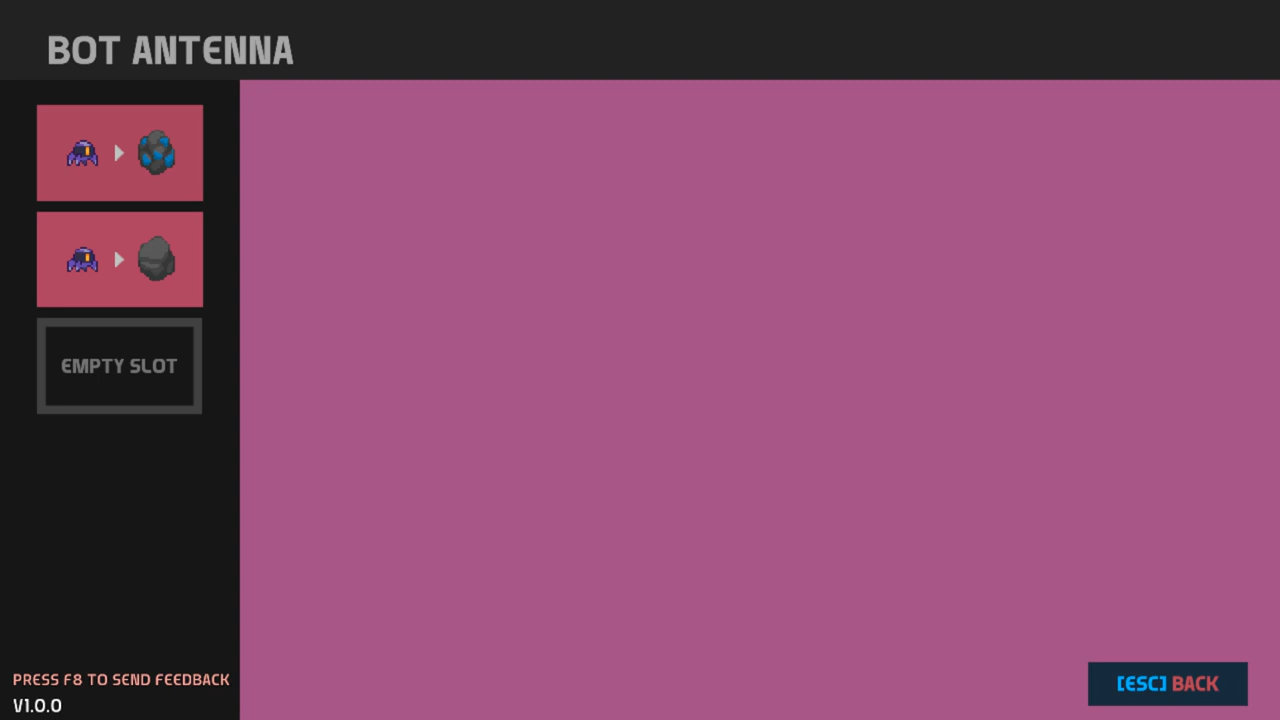 BOT ANTENNA
EMPTY SLOT
PRESS F8 TO SEND FEEDBACK
V1.0.0
[ESC] BACK